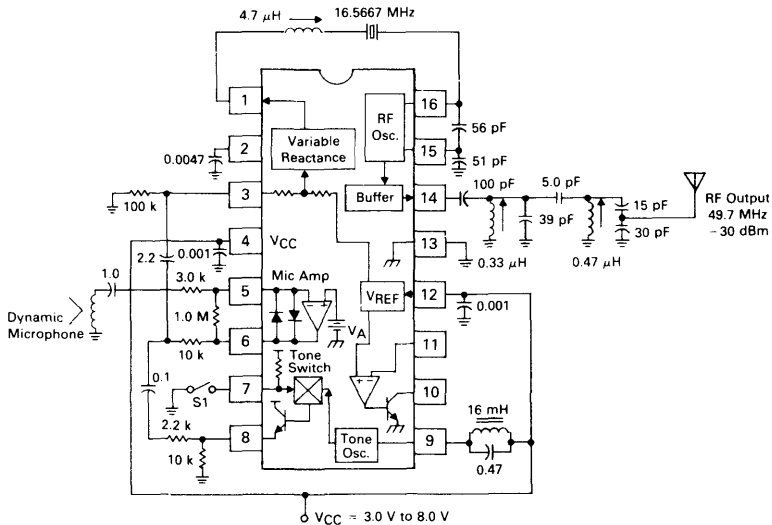 4.7 μH
16.5667 MHz
1
16
RF
Osc.
56 pF
2
Variable
Reactance
15
51 pF
0.0047
3
Buffer
14
100 pF
5.0 pF
15 pF
RF Output
49.7 MHz
−30 dBm
100 k
39 pF
30 pF
4
VCC
13
0.33 μH
0.47 μH
0.001
2.2
Mic Amp
VREF
12
0.001
1.0
3.0 k
5
+ −
Dynamic
Microphone
1.0 M
VA
11
6
10 k
Tone
Switch
+ −
10
0.1
7
S1
16 mH
2.2 k
8
Tone
Osc.
9
0.47
10 k
VCC = 3.0 V to 8.0 V